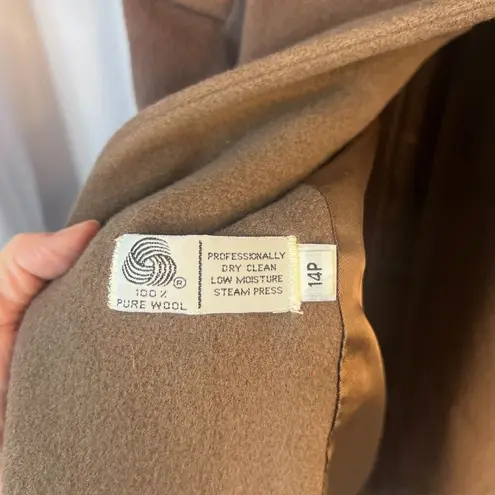 ®
100%
PURE WOOL
PROFESSIONALLY
DRY CLEAN
LOW MOISTURE
STEAM PRESS
14P